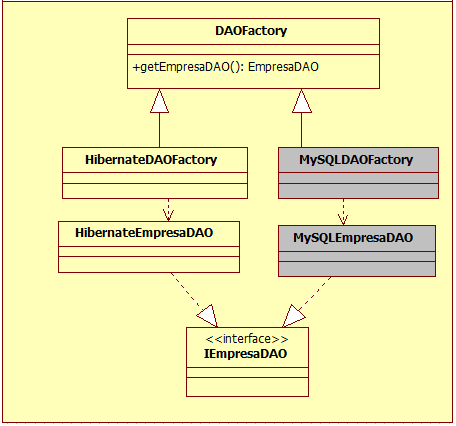 DAOFactory
+getEmpresaDAO(): EmpresaDAO
HibernateDAOFactory
MySQLDAOFactory
HibernateEmpresaDAO
MySQLEmpresaDAO
<<interface>>
IEmpresaDAO